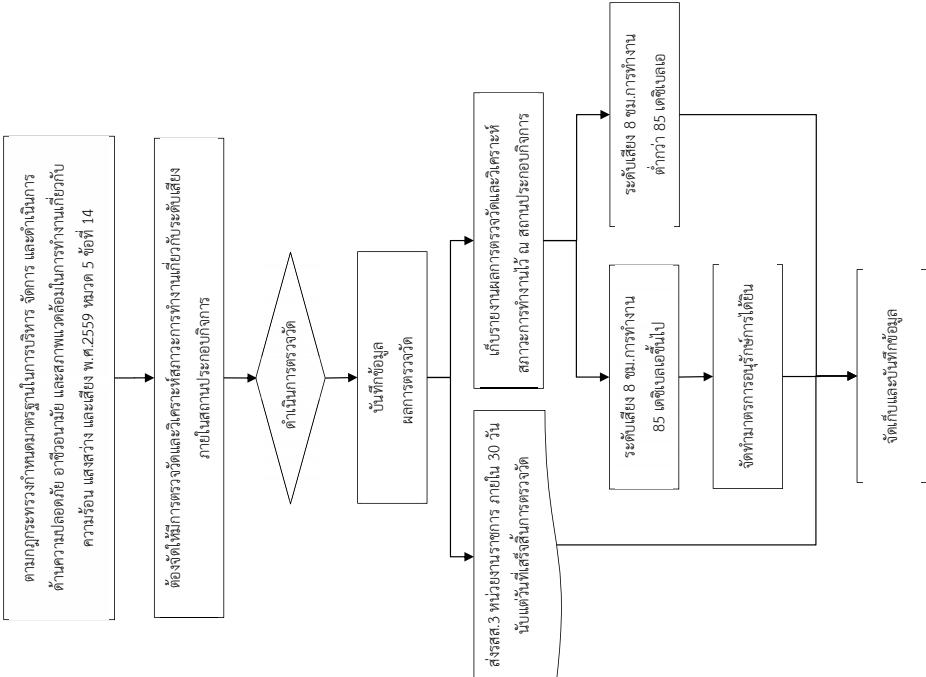 ตามกฎกระทรวงกำหนดมาตรฐานในการบริหาร จัดการ และดำเนินการ
ด้านความปลอดภัย อาชีวอนามัย และสภาพแวดล้อมในการทำงานเกี่ยวกับ
ความร้อน แสงสว่าง และเสียง พ.ศ.2559 หมวด 5 ข้อที่ 14
ต้องจัดให้มีการตรวจวัดและวิเคราะห์สภาวะการทำงานเกี่ยวกับระดับเสียง
ภายในสถานประกอบกิจการ
ดำเนินการตรวจวัด
บันทึกข้อมูล
ผลการตรวจวัด
ส่งรสส.3 หน่วยงานราชการ ภายใน 30 วัน
นับแต่วันที่เสร็จสิ้นการตรวจวัด
เก็บรายงานผลการตรวจวัดและวิเคราะห์
สภาวะการทำงานไว้ ณ สถานประกอบกิจการ
ระดับเสียง 8 ชม.การทำงาน
85 เดซิเบลเอขึ้นไป
ระดับเสียง 8 ชม.การทำงาน
ต่ำกว่า 85 เดซิเบลเอ
จัดทำมาตรการอนุรักษ์การได้ยิน
จัดเก็บและบันทึกข้อมูล